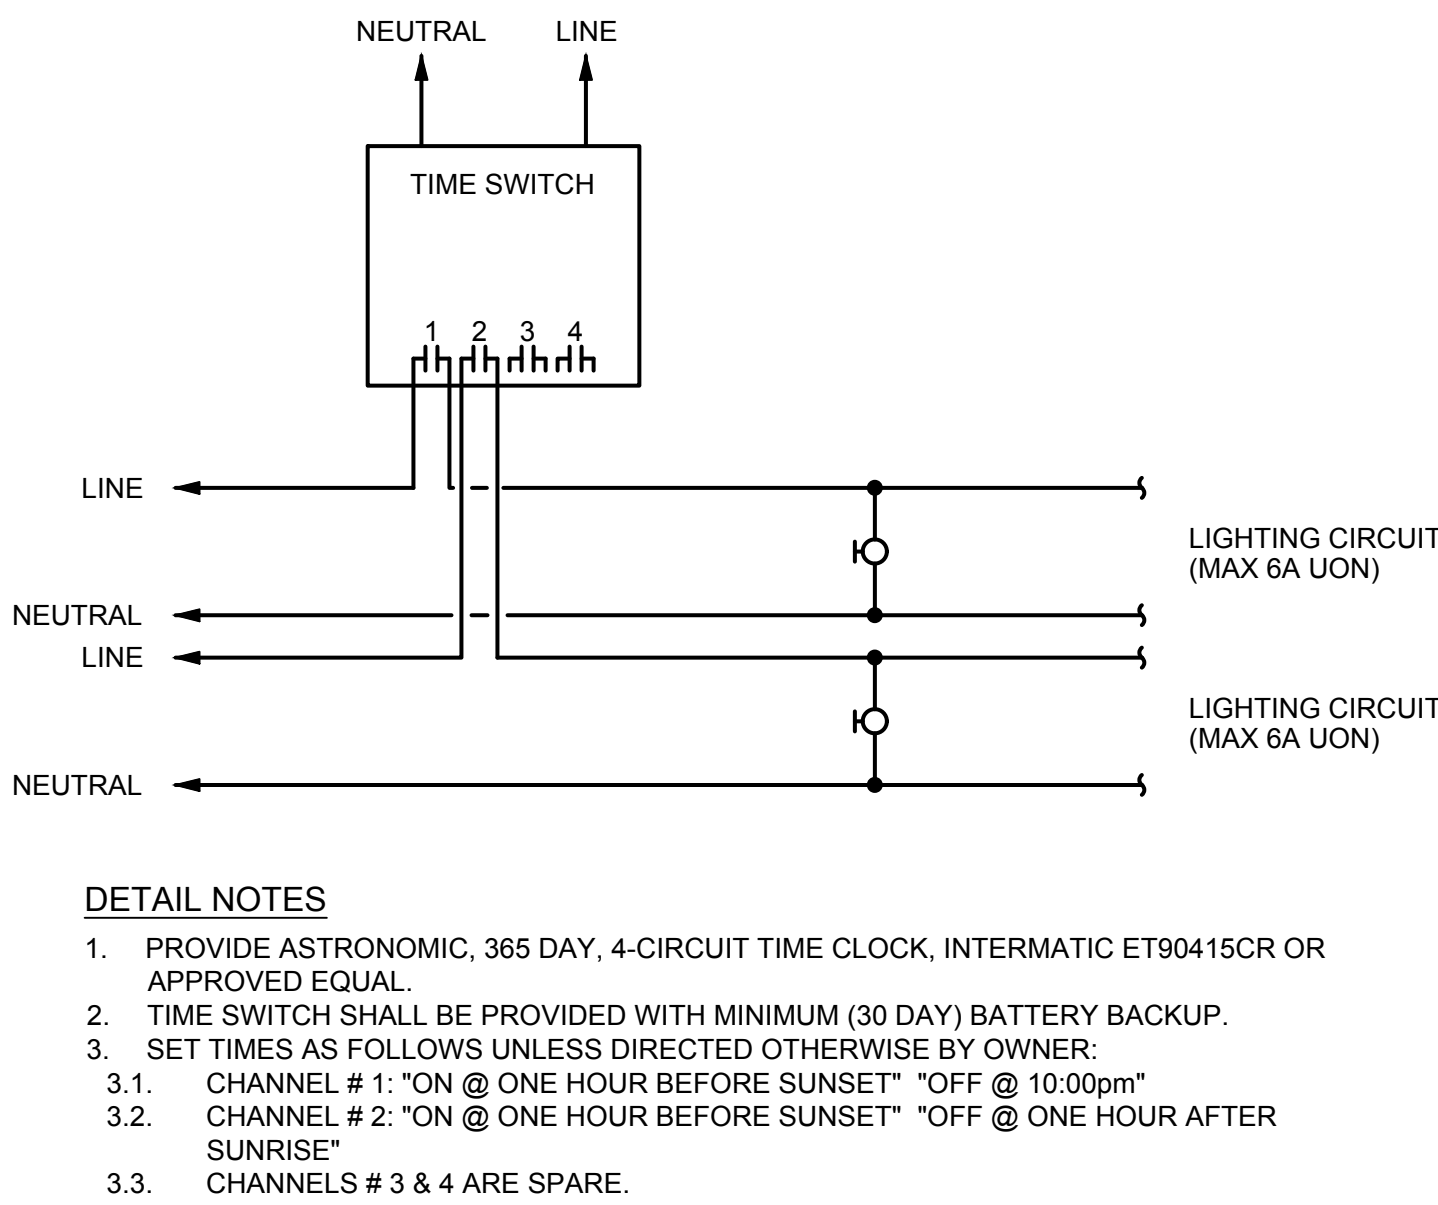 NEUTRAL LINE
TIME SWITCH
1 2 3 4
LINE
LIGHTING CIRCUIT
(MAX 6A UON)
NEUTRAL
LINE
LIGHTING CIRCUIT
(MAX 6A UON)
NEUTRAL
DETAIL NOTES
1. PROVIDE ASTRONOMIC, 365 DAY, 4-CIRCUIT TIME CLOCK, INTERMATIC ET90415CR OR
APPROVED EQUAL.
2. TIME SWITCH SHALL BE PROVIDED WITH MINIMUM (30 DAY) BATTERY BACKUP.
3. SET TIMES AS FOLLOWS UNLESS DIRECTED OTHERWISE BY OWNER:
3.1. CHANNEL # 1: "ON @ ONE HOUR BEFORE SUNSET" "OFF @ 10:00pm"
3.2. CHANNEL # 2: "ON @ ONE HOUR BEFORE SUNSET" "OFF @ ONE HOUR AFTER
SUNRISE"
3.3. CHANNELS # 3 & 4 ARE SPARE.